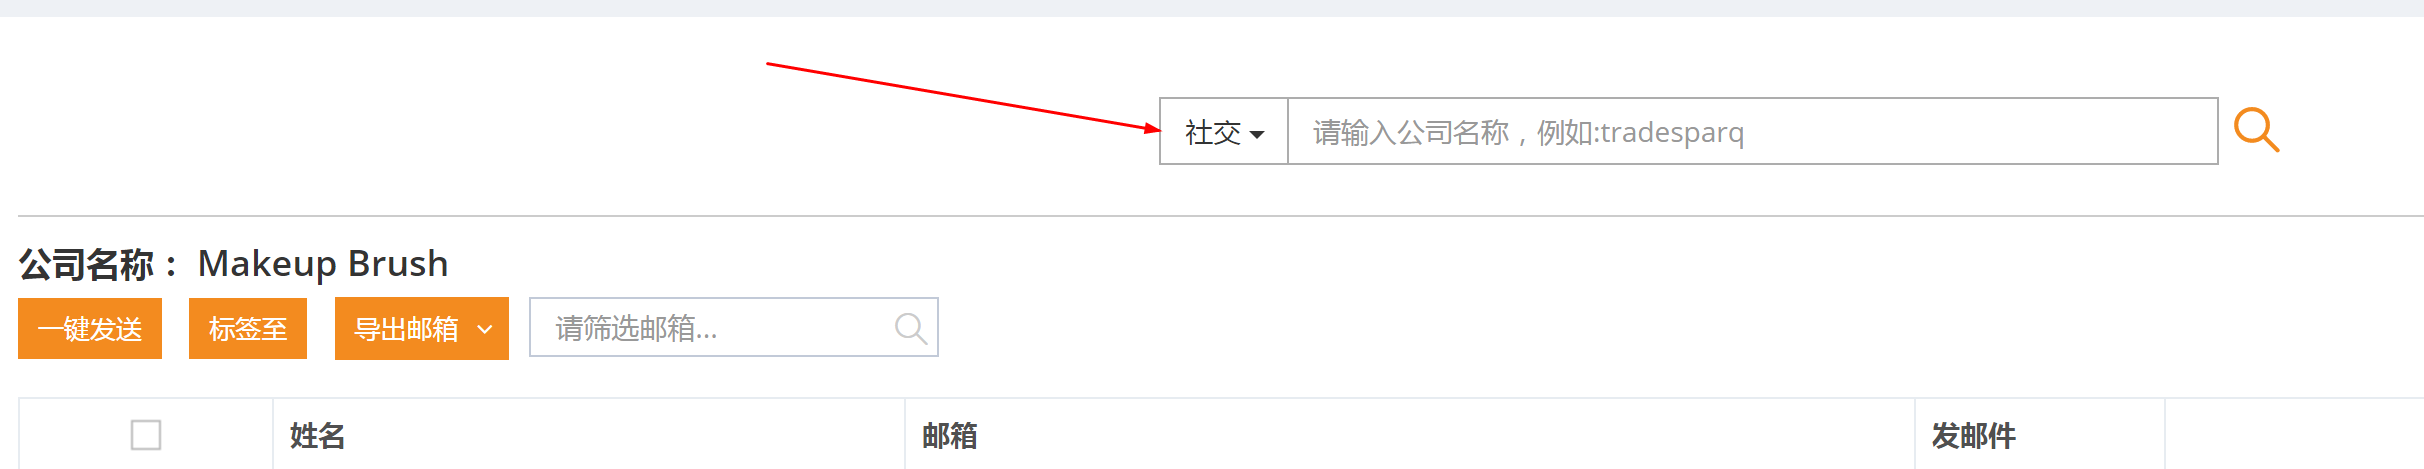 社交 请输入公司名称，例如:tradesparq
公司名称： Makeup Brush
一键发送 标签至 导出邮箱 请筛选邮箱...
姓名 邮箱 发邮件